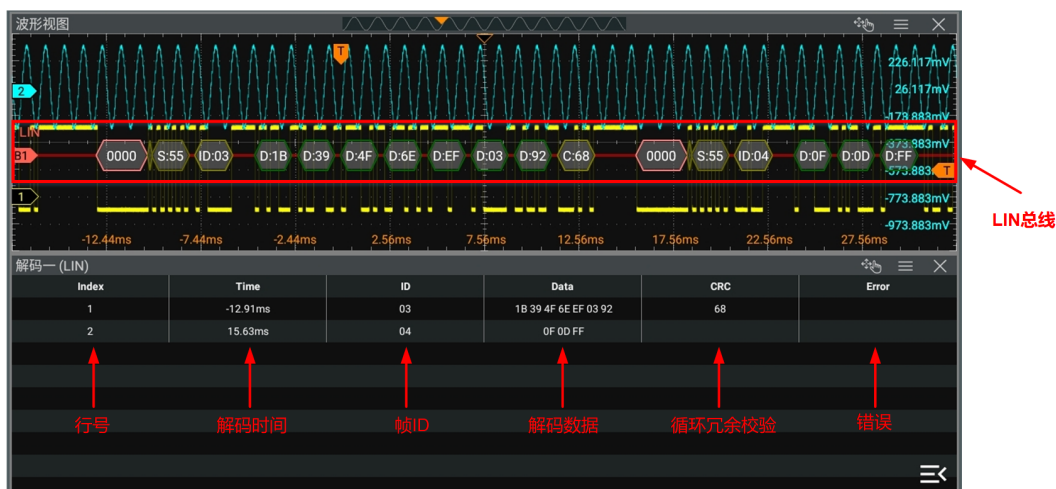 波形视图
T
226.117mV
2
26.117mV
-173.883mV
LIN
B1
0000 S:55 ID:03 D:1B D:39 D:4F D:6E D:EF D:03 D:92 C:68 0000 S:55 ID:04 D:0F D:0D D:FF
-373.983mV
-573.883
T
1
-773.883mV
LIN总线
-973.883mV
-12.44ms -7.44ms -2.44ms 2.56ms 7.56ms 12.56ms 17.56ms 22.56ms 27.56ms
解码一 (LIN)
Index Time ID Data CRC Error
1 -12.91ms 03 1B 39 4F 6E EF 03 92 68
2 15.63ms 04 0F 0D FF
行号 解码时间 帧ID 解码数据 循环冗余校验 错误